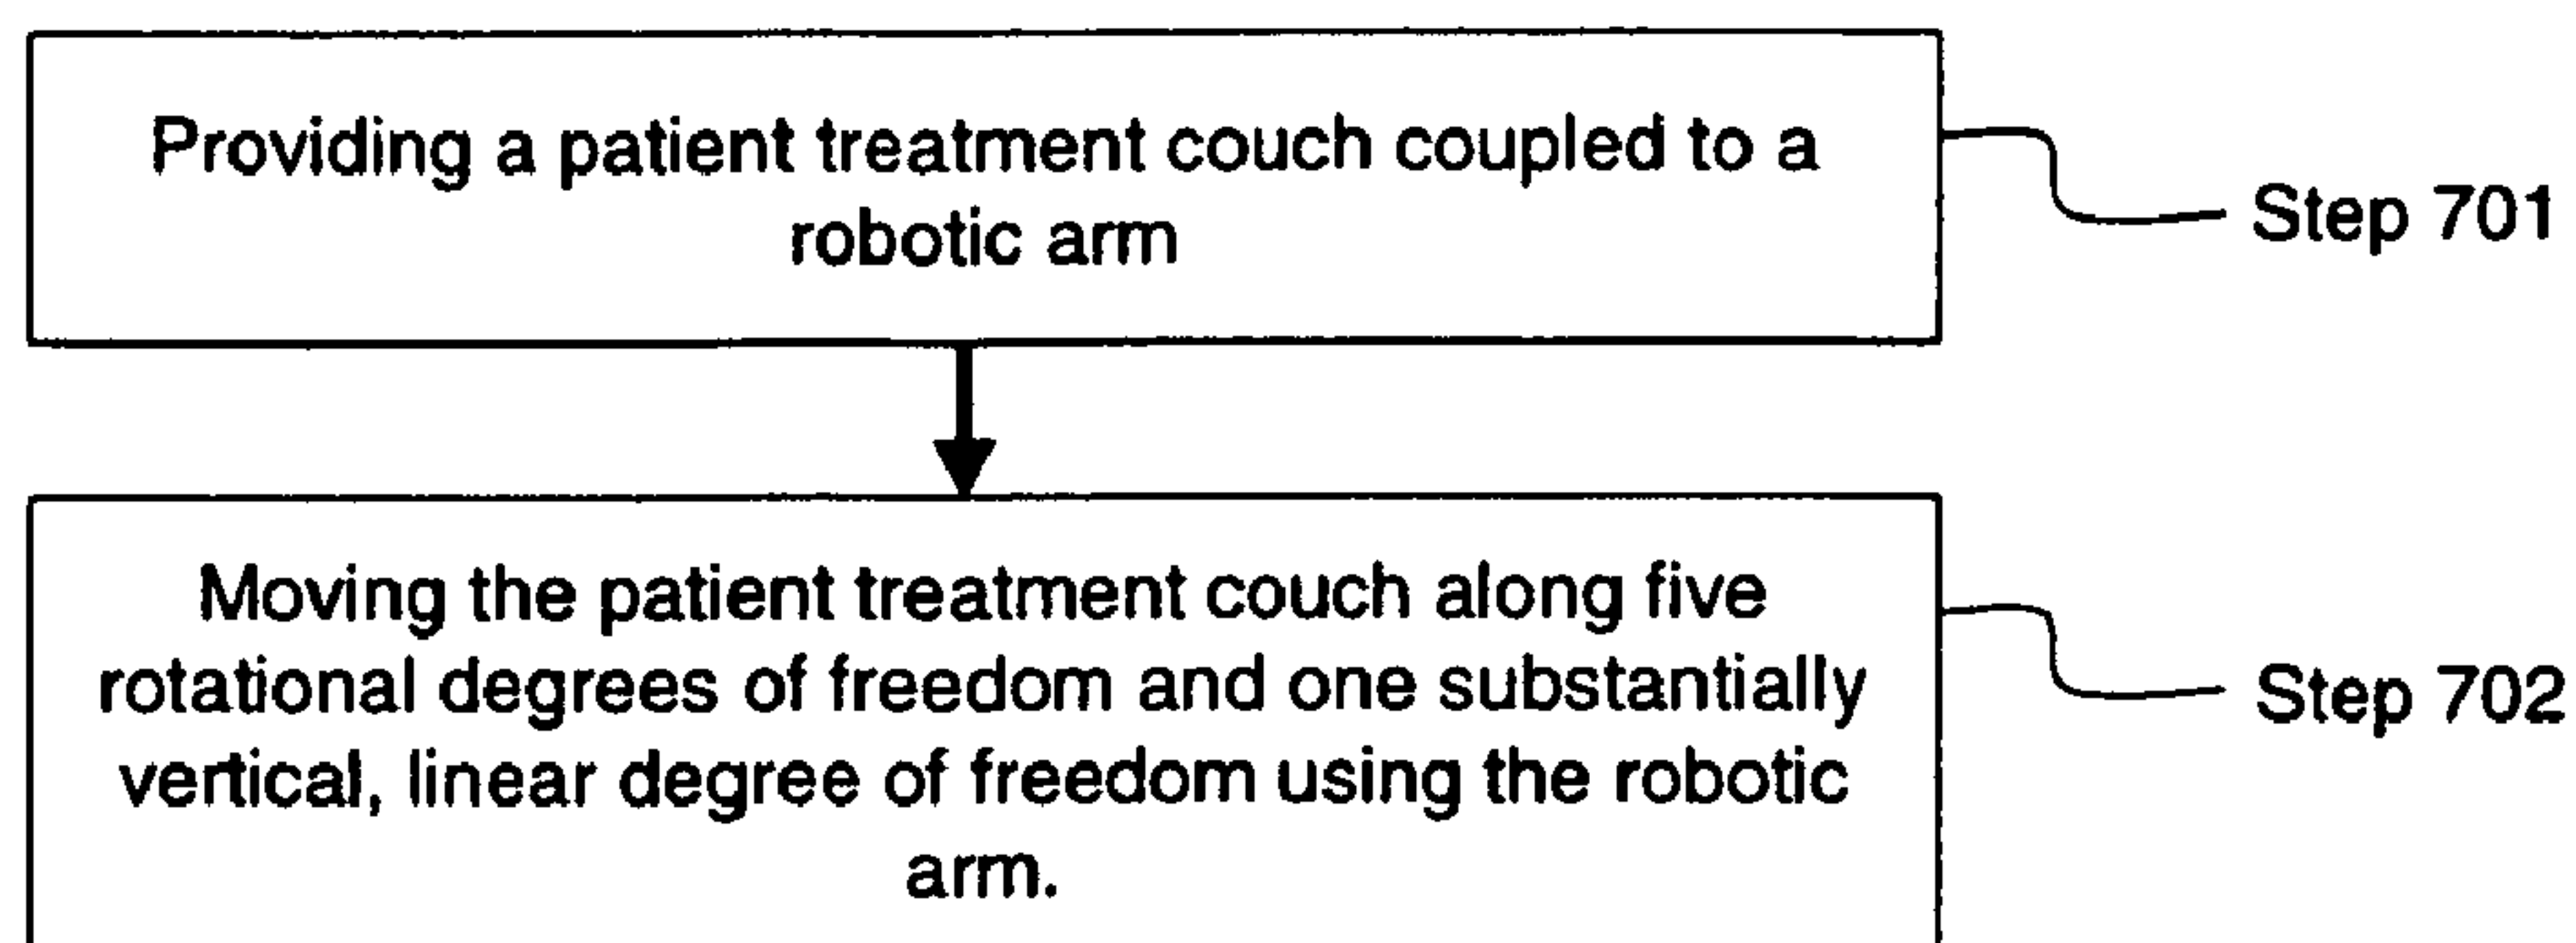 Providing a patient treatment couch coupled to a
robotic arm
Step 701
Moving the patient treatment couch along five
rotational degrees of freedom and one substantially
vertical, linear degree of freedom using the robotic
arm.
Step 702